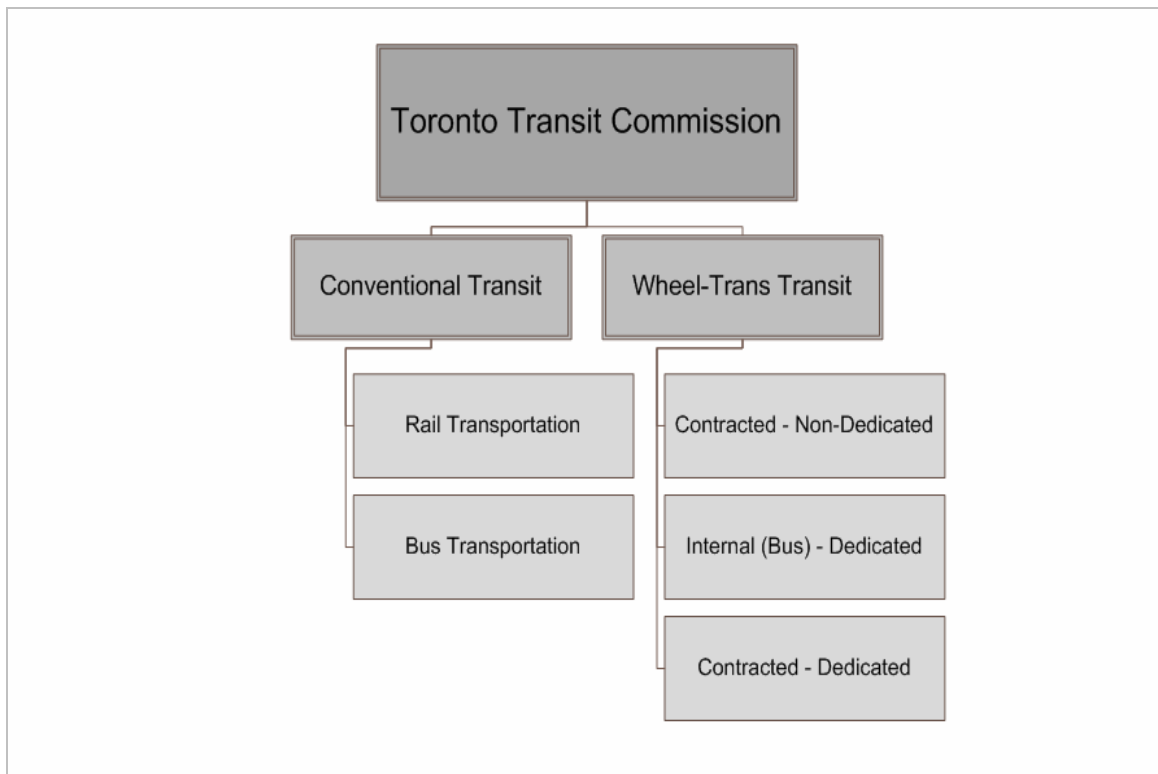 Toronto Transit Commission
Conventional Transit
Wheel-Trans Transit
Rail Transportation
Contracted - Non-Dedicated
Bus Transportation
Internal (Bus) - Dedicated
Contracted - Dedicated